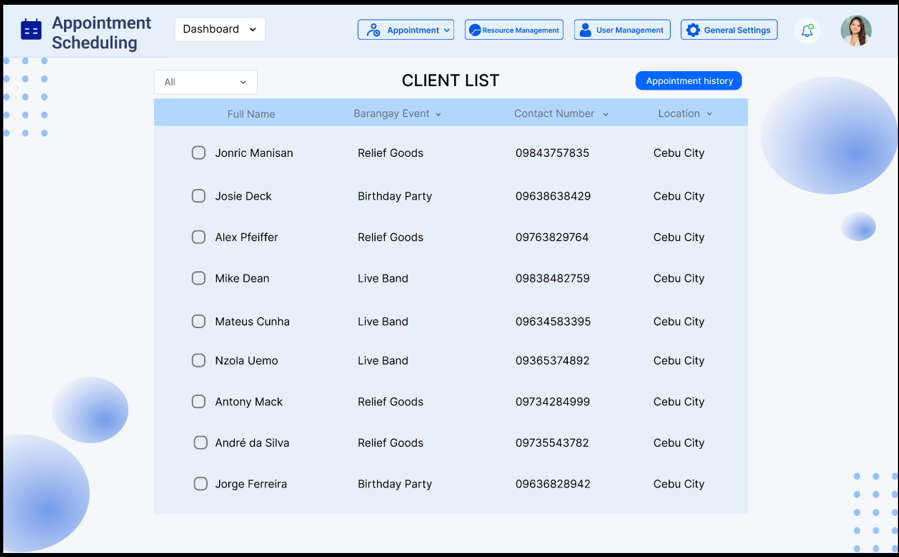 Appointment
Scheduling
Dashboard
Appointment
Resource Management
User Management
General Settings
All
CLIENT LIST
Appointment history
Full Name Barangay Event Contact Number Location
Jonric Manisan Relief Goods 09843757835 Cebu City
Josie Deck Birthday Party 09638638429 Cebu City
Alex Pfeiffer Relief Goods 09763829764 Cebu City
Mike Dean Live Band 09838482759 Cebu City
Mateus Cunha Live Band 09634583395 Cebu City
Nzola Uemo Live Band 09365374892 Cebu City
Antony Mack Relief Goods 09734284999 Cebu City
André da Silva Relief Goods 09735543782 Cebu City
Jorge Ferreira Birthday Party 09636828942 Cebu City